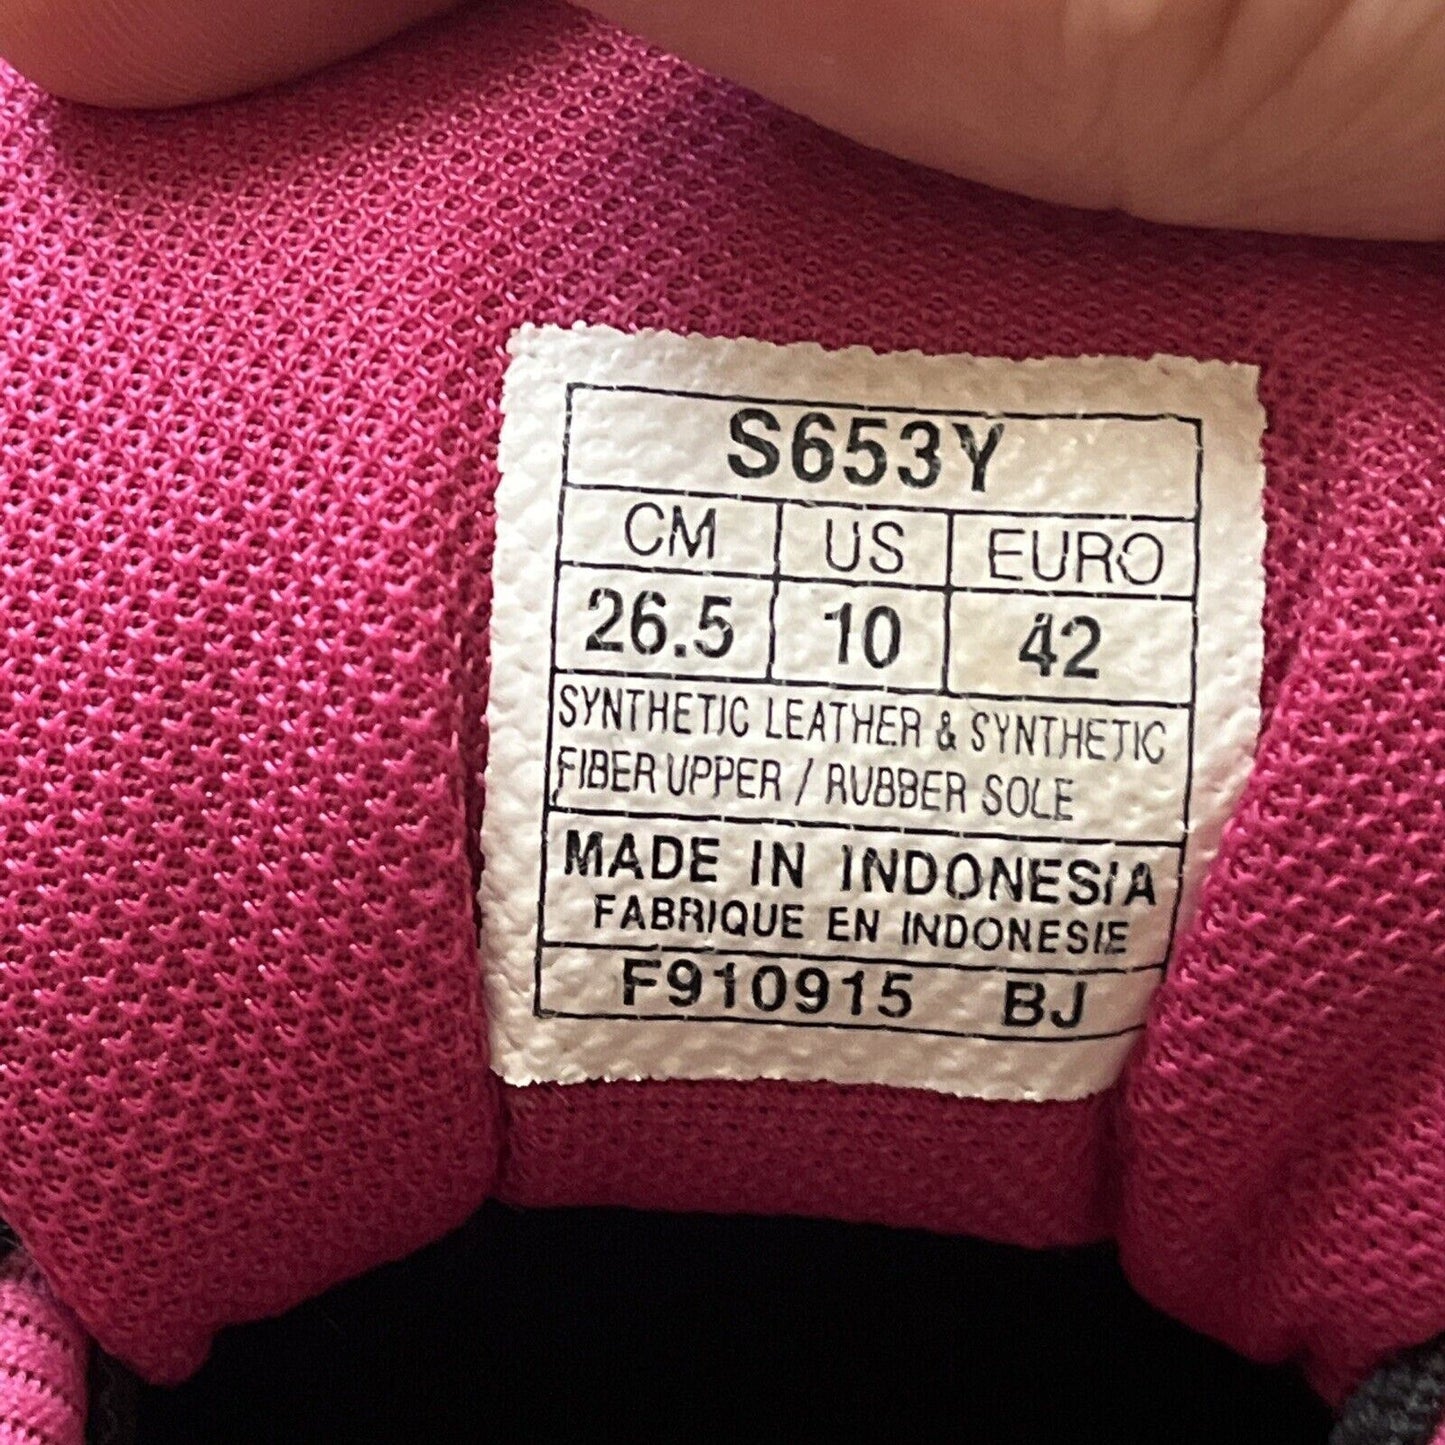 S653Y
CM US EURO
26.5 10 42
SYNTHETIC LEATHER & SYNTHETIC
FIBER UPPER / RUBBER SOLE
MADE IN INDONESIA
FABRIQUE EN INDONESIE
F910915 BJ